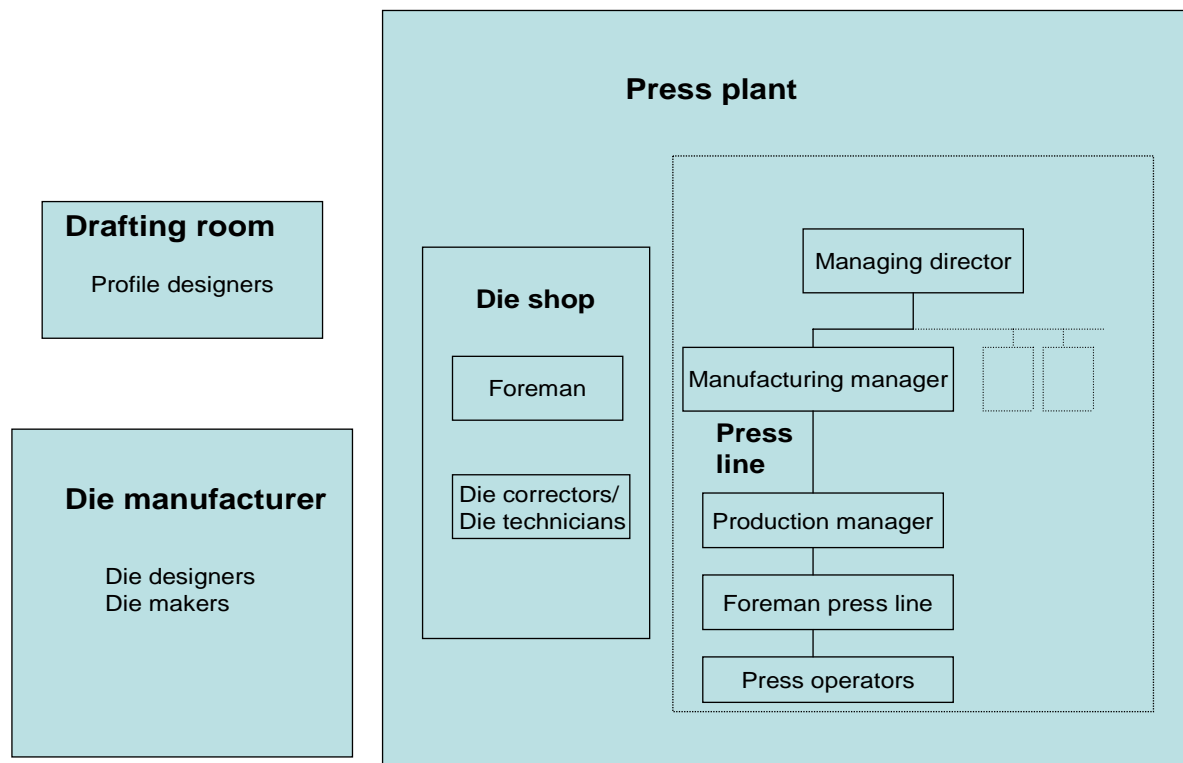 Press plant
Drafting room
Profile designers
Die manufacturer
Die designers
Die makers
Die shop
Foreman
Die correctors/
Die technicians
Managing director
Manufacturing manager
Press
line
Production manager
Foreman press line
Press operators